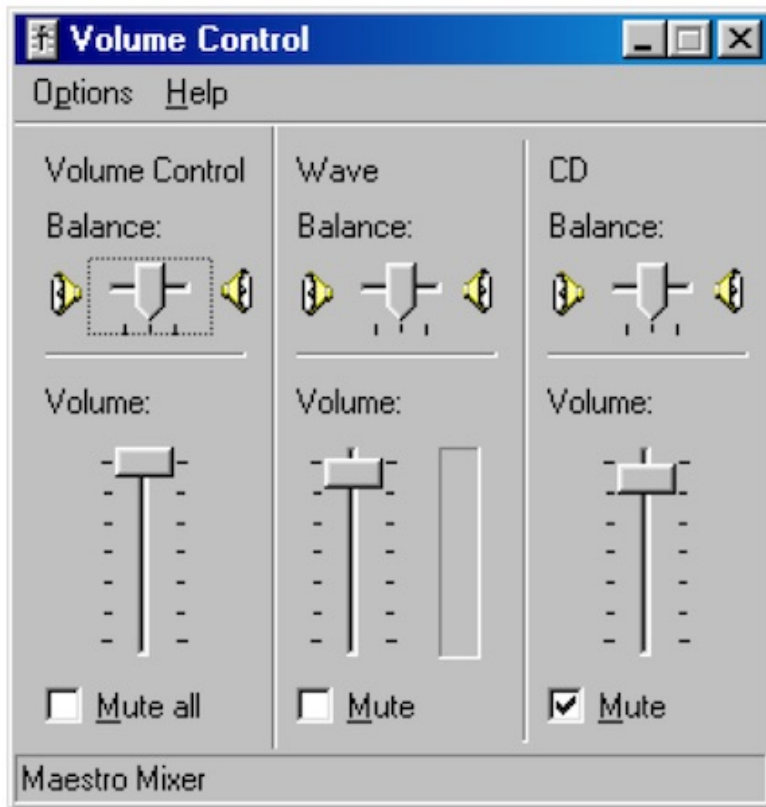 Volume Control
Options Help
Volume Control
Balance:
Volume:
Mute all
Wave
Balance:
Volume:
Mute
CD
Balance:
Volume:
Mute
Maestro Mixer